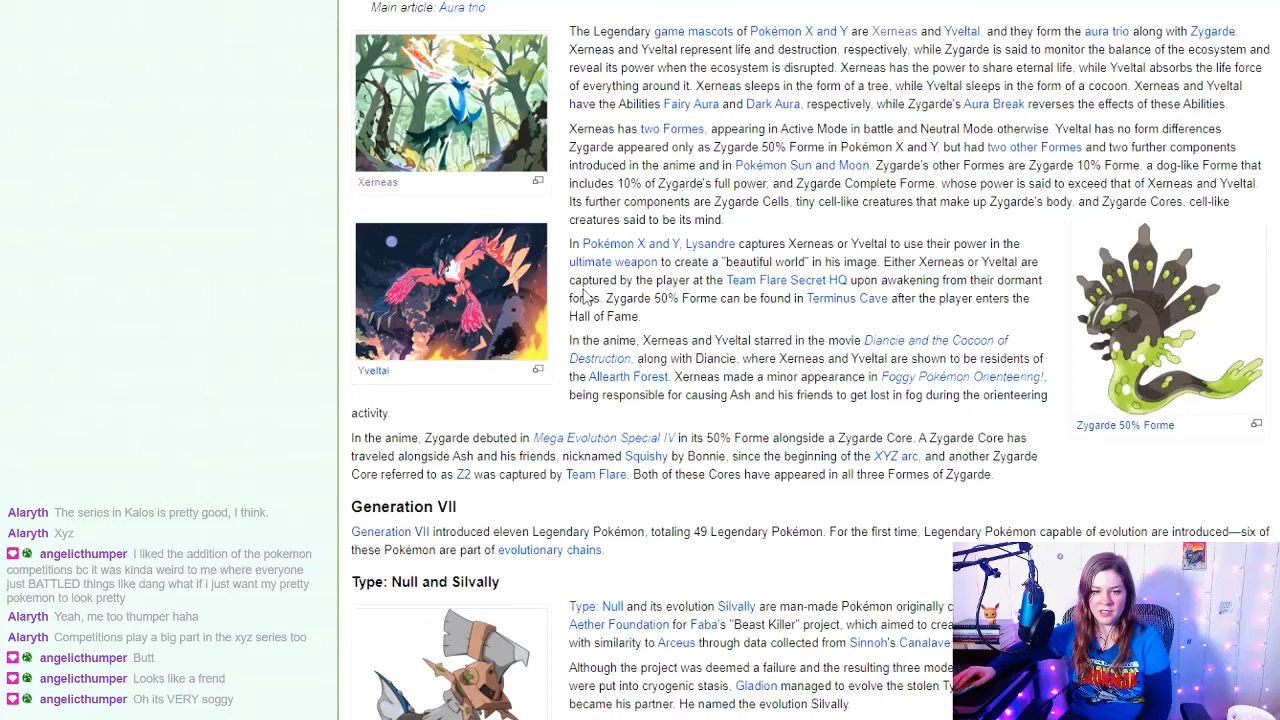 Main article: Aura trio
The Legendary game mascots of Pokémon X and Y are Xerneas and Yveltal, and they form the aura trio along with Zygarde
Xerneas and Yveltal represent life and destruction, respectively, while Zygarde is said to monitor the balance of the ecosystem and
reveal its power when the ecosystem is disrupted. Xerneas has the power to share eternal life, while Yveltal absorbs the life force
of everything around it. Xerneas sleeps in the form of a tree, while Yveltal sleeps in the form of a cocoon. Xerneas and Yveltal
have the Abilities Fairy Aura and Dark Aura, respectively, while Zygarde's Aura Break reverses the effects of these Abilities.
Xerneas has two Formes, appearing in Active Mode in battle and Neutral Mode otherwise. Yveltal has no form differences.
Zygarde appeared only as Zygarde 50% Forme in Pokémon X and Y, but had two other Formes and two further components
introduced in the anime and in Pokémon Sun and Moon. Zygarde's other Formes are Zygarde 10% Forme, a dog-like Forme that
includes 10% of Zygarde's full power, and Zygarde Complete Forme, whose power is said to exceed that of Xerneas and Yveltal.
Its further components are Zygarde Cells, tiny cell-like creatures that make up Zygarde's body, and Zygarde Cores, cell-like
creatures said to be its mind.
Xerneas
In Pokémon X and Y, Lysandre captures Xerneas or Yveltal to use their power in the
ultimate weapon to create a "beautiful world" in his image. Either Xerneas or Yveltal are
captured by the player at the Team Flare Secret HQ upon awakening from their dormant
Zygarde 50% Forme can be found in Terminus Cave after the player enters the
Hall of Fame.
In the anime, Xerneas and Yveltal starred in the movie Diancie and the Cocoon of
Destruction, along with Diancie, where Xerneas and Yveltal are shown to be residents of
the Allearth Forest. Xerneas made a minor appearance in Foggy Pokémon Orienteering!,
being responsible for causing Ash and his friends to get lost in fog during the orienteering
activity.
Yveltal
Zygarde 50% Forme
In the anime, Zygarde debuted in Mega Evolution Special IV in its 50% Forme alongside a Zygarde Core. A Zygarde Core has
traveled alongside Ash and his friends, nicknamed Squishy by Bonnie, since the beginning of the XYZ arc, and another Zygarde
Core referred to as Z2 was captured by Team Flare. Both of these Cores have appeared in all three Formes of Zygarde.
Generation VII
Generation VII introduced eleven Legendary Pokémon, totaling 49 Legendary Pokémon. For the first time, Legendary Pokémon capable of evolution are introduced—six of
these Pokémon are part of evolutionary chains.
Type: Null and Silvally
Type: Null and its evolution Silvally are man-made Pokémon originally
Aether Foundation for Faba's "Beast Killer" project, which aimed to
with similarity to Arceus through data collected from Sinnoh's Canalave
Although the project was deemed a failure and the resulting three
were put into cryogenic stasis, Gladion managed to evolve the stolen
became his partner. He named the evolution Silvally.
Alaryth The series in Kalos is pretty good, I think.
Alaryth Xyz
angelicthumper I liked the addition of the pokemon
competitions bc it was kinda weird to me where everyone
just BATTLED things like dang what if i just want my pretty
pokemon to look pretty
Alaryth Yeah, me too thumper haha
Alaryth Competitions play a big part in the xyz series too
angelicthumper Butt
angelicthumper Looks like a frend
angelicthumper Oh its VERY soggy